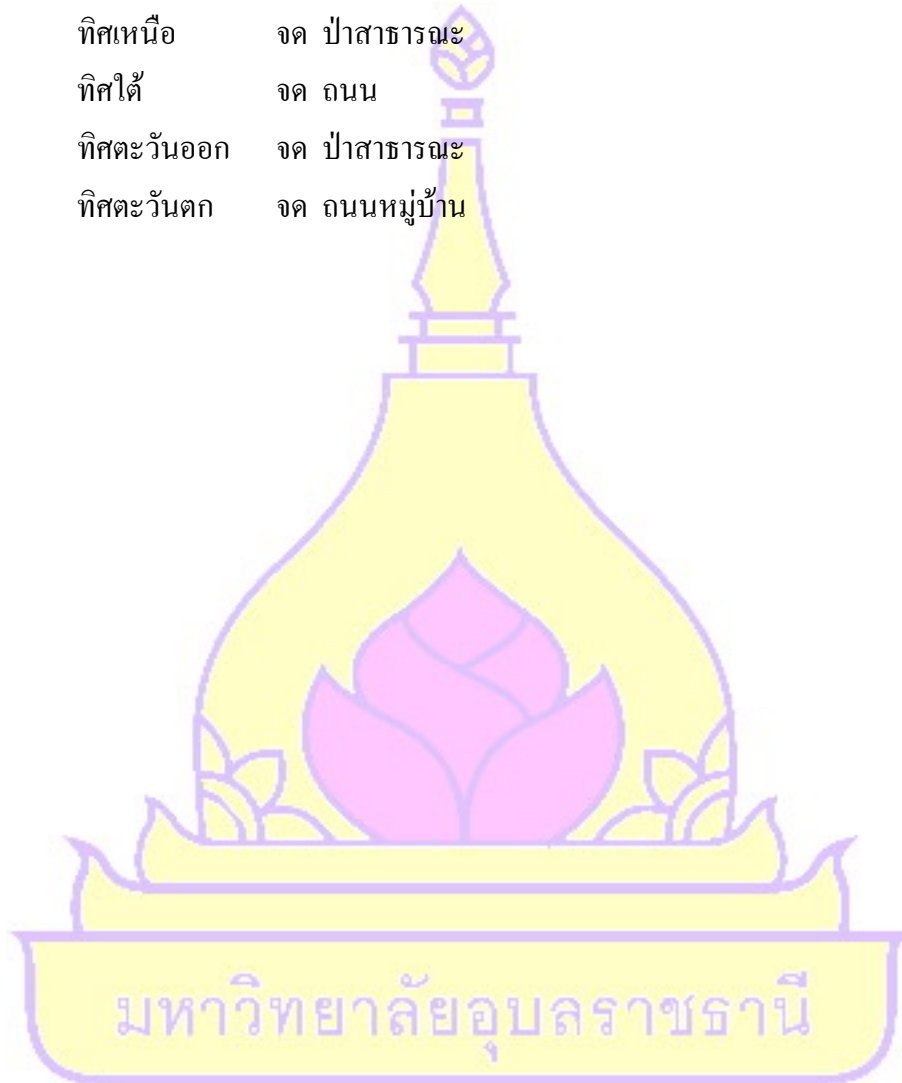 ทิศเหนือ จด ป่าสาธารณะ
ทิศใต้ จด ถนน
ทิศตะวันออก จด ป่าสาธารณะ
ทิศตะวันตก จด ถนนหมู่บ้าน
มหาวิทยาลัยอุบลราชธานี